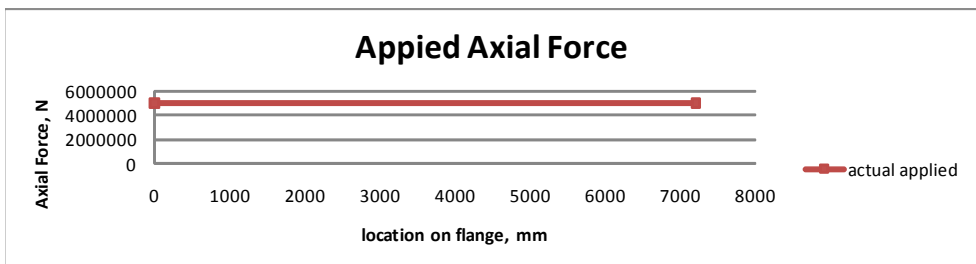 Appied Axial Force
Axial Force, N
6000000
4000000
2000000
0
0 1000 2000 3000 4000 5000 6000 7000 8000
location on flange, mm
actual applied